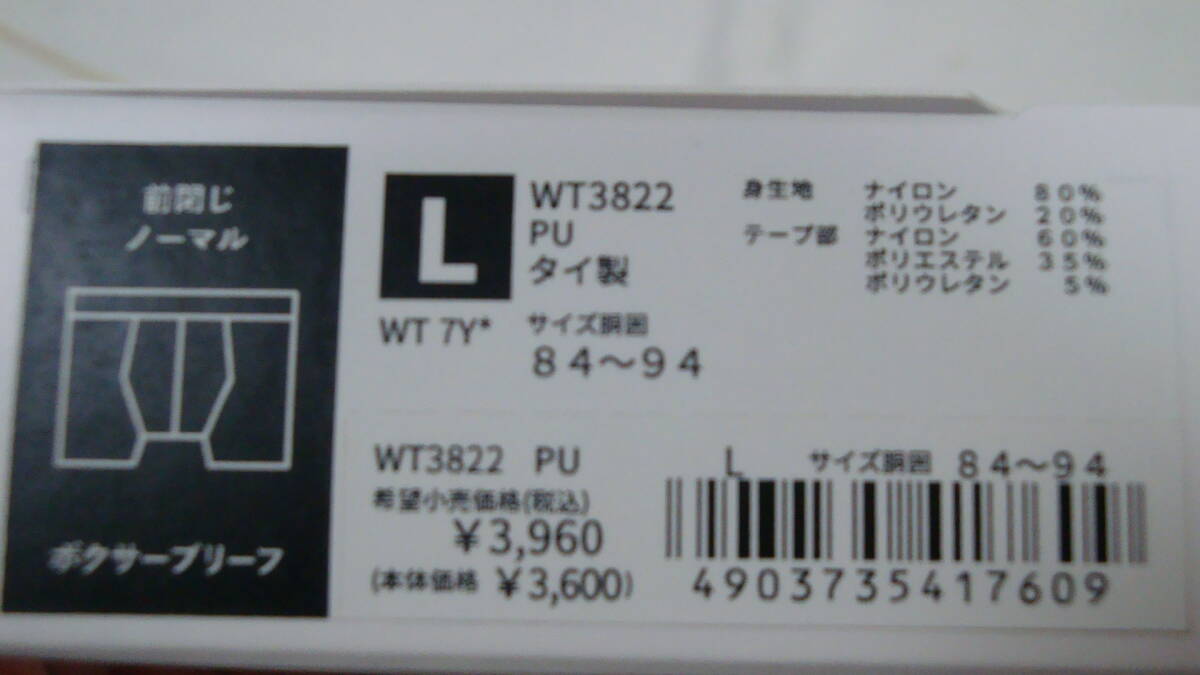 前閉じ
ノーマル
ボクサーブリーフ
L
WT 7Y*
WT3822
PU
タイ製
サイズ胴囲
84～94
身生地 ナイロン 80%
ポリウレタン 20%
テープ部 ナイロン 60%
ポリエステル 35%
ポリウレタン 5%
WT3822 PU L サイズ胴囲 84～94
希望小売価格(税込)
¥3,960
(本体価格 ¥3,600)
4903735417609